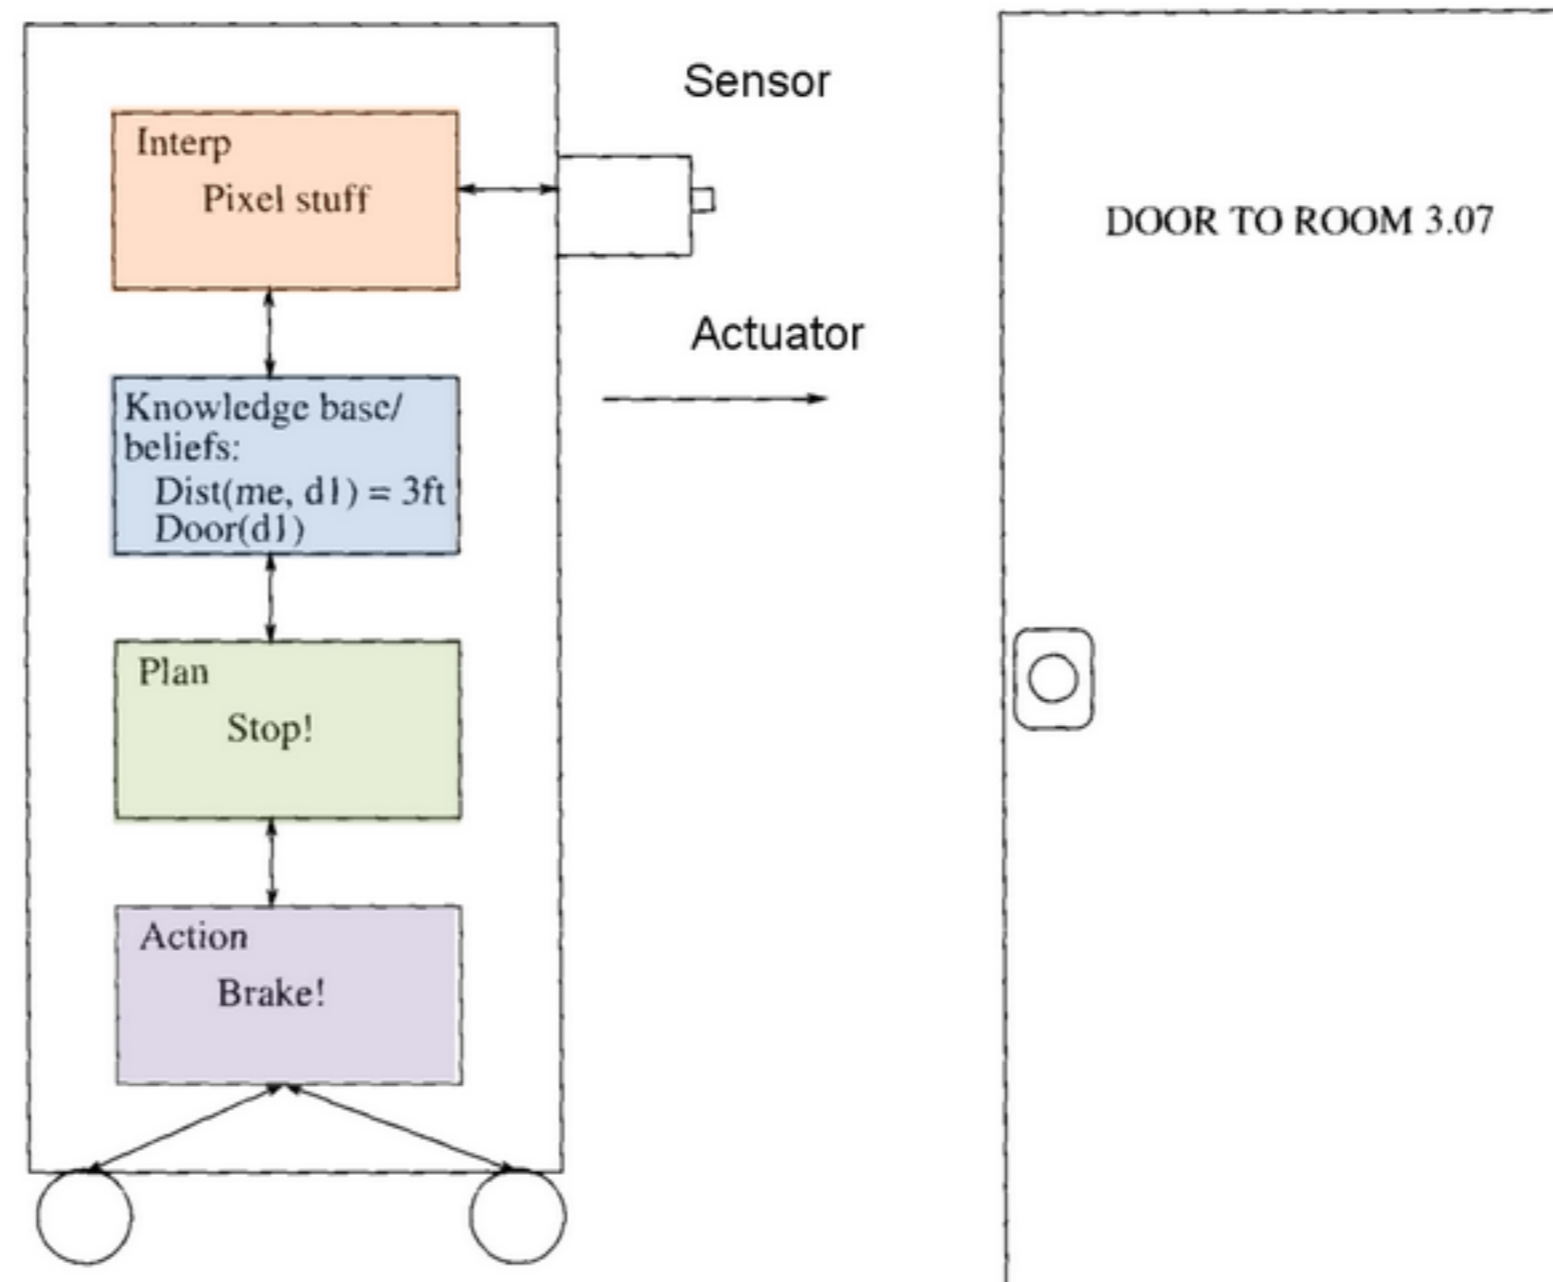 Sensor
Interp
Pixel stuff
DOOR TO ROOM 3.07
Actuator
Knowledge base/
beliefs:
Dist(me, d1) = 3ft
Door(d1)
Plan
Stop!
Action
Brake!